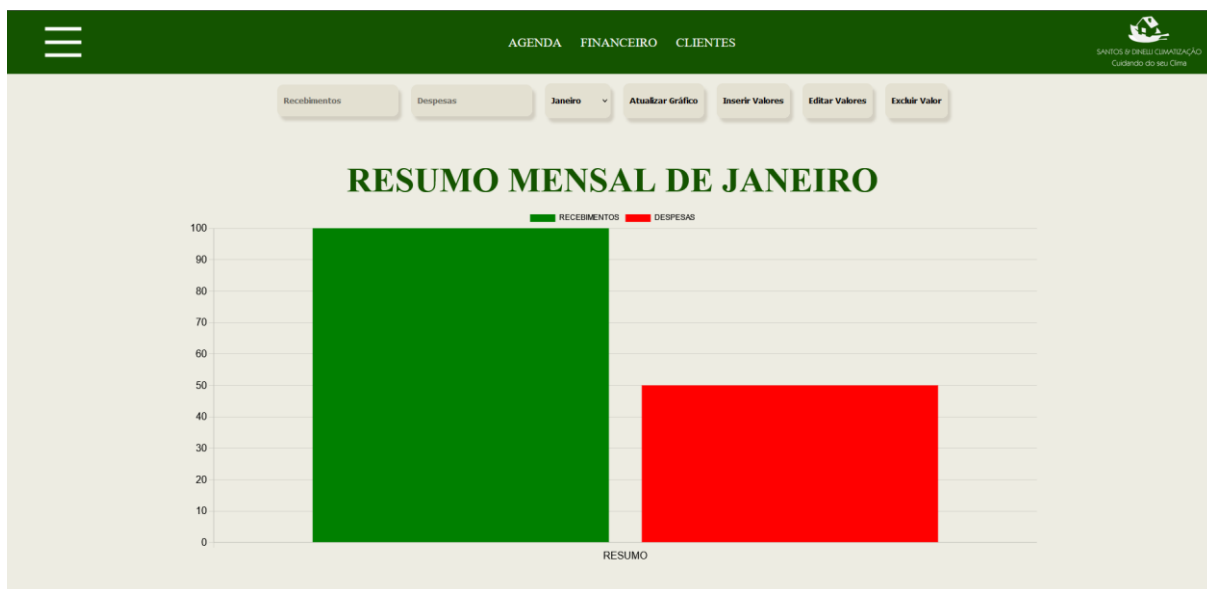 AGENDA FINANCEIRO CLIENTES
SANTOS & DINELLI CLIMATIZAÇÃO
Cuidando do seu Clima
Recebimentos Despesas Janeiro Atualizar Gráfico Inserir Valores Editar Valores Excluir Valor
RESUMO MENSAL DE JANEIRO
RECEBIMENTOS DESPESAS
100
90
80
70
60
50
40
30
20
10
0
RESUMO